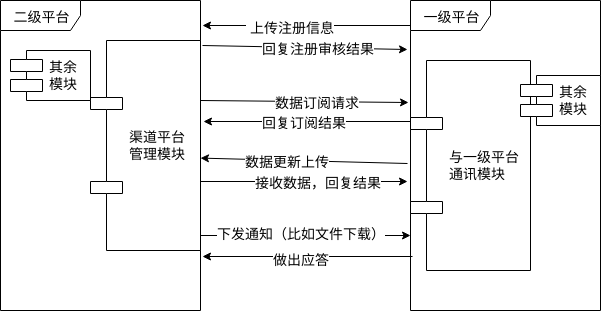 二级平台
其余
模块
渠道平台
管理模块
上传注册信息
回复注册审核结果
数据订阅请求
回复订阅结果
数据更新上传
接收数据，回复结果
下发通知（比如文件下载）
做出应答
一级平台
其余
模块
与一级平台
通讯模块